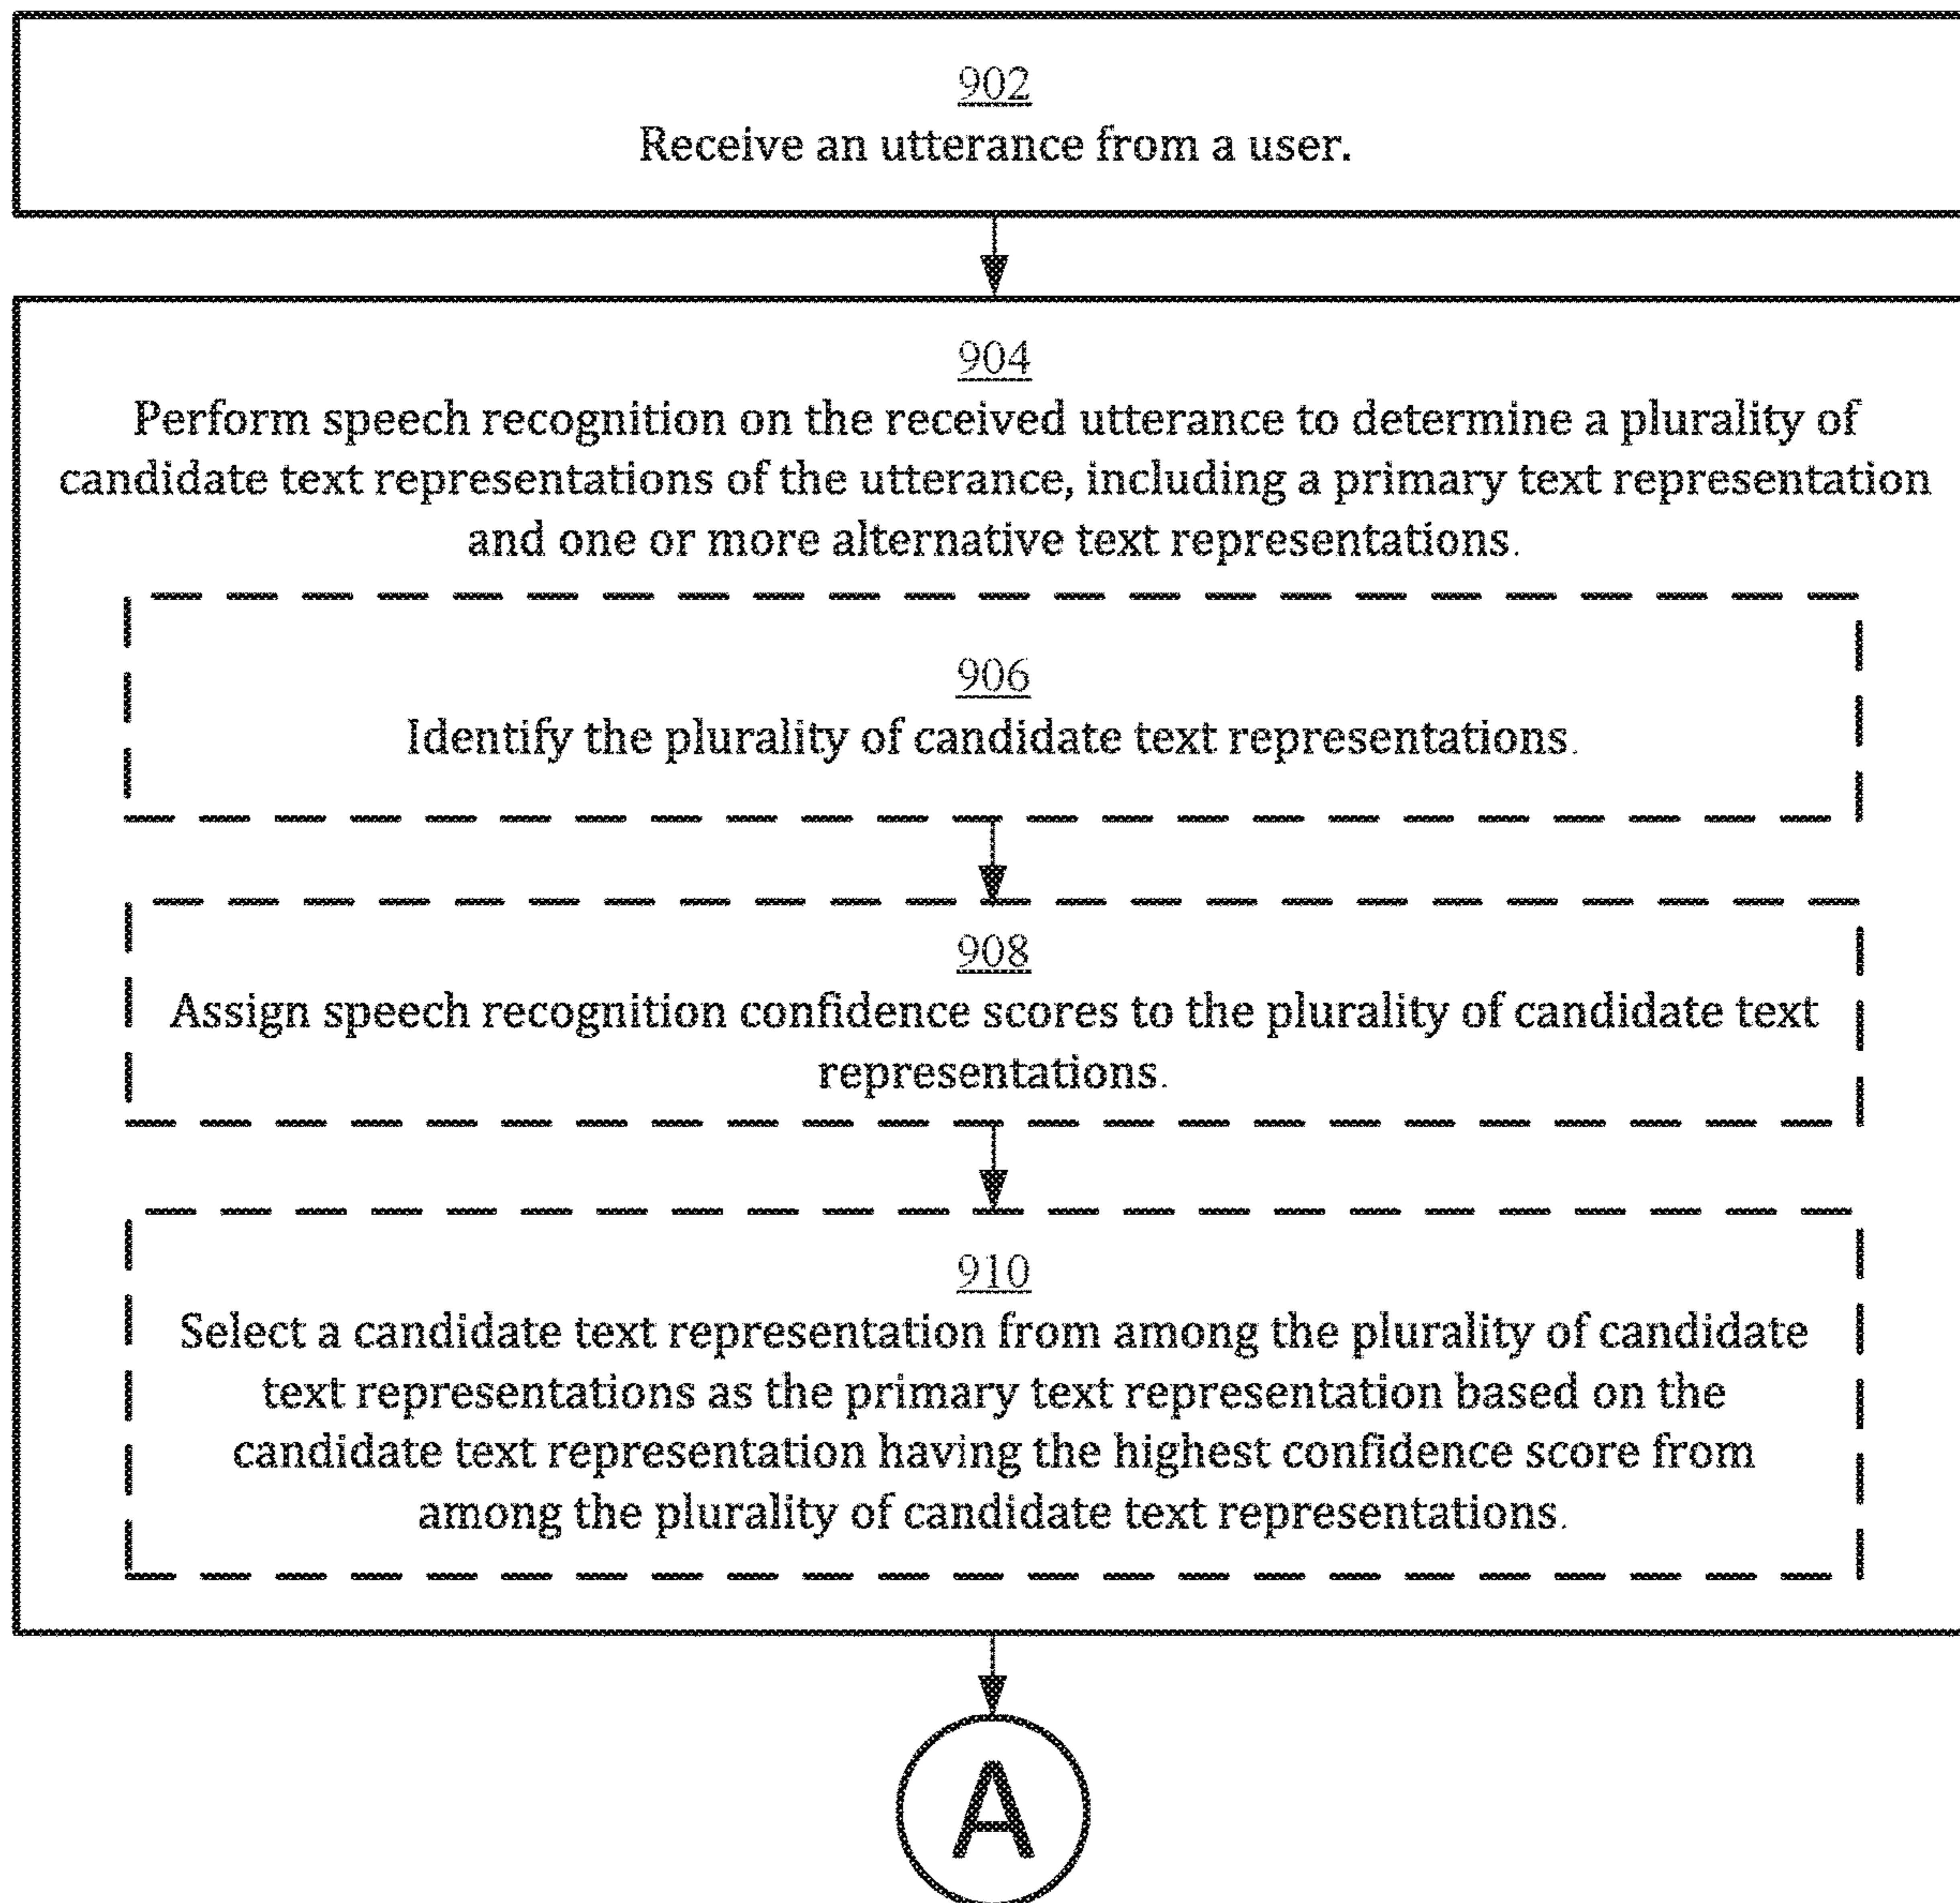 902
Receive an utterance from a user.
904
Perform speech recognition on the received utterance to determine a plurality of
candidate text representations of the utterance, including a primary text representation
and one or more alternative text representations.
906
Identify the plurality of candidate text representations.
908
Assign speech recognition confidence scores to the plurality of candidate text
representations.
910
Select a candidate text representation from among the plurality of candidate
text representations as the primary text representation based on the
candidate text representation having the highest confidence score from
among the plurality of candidate text representations.
A